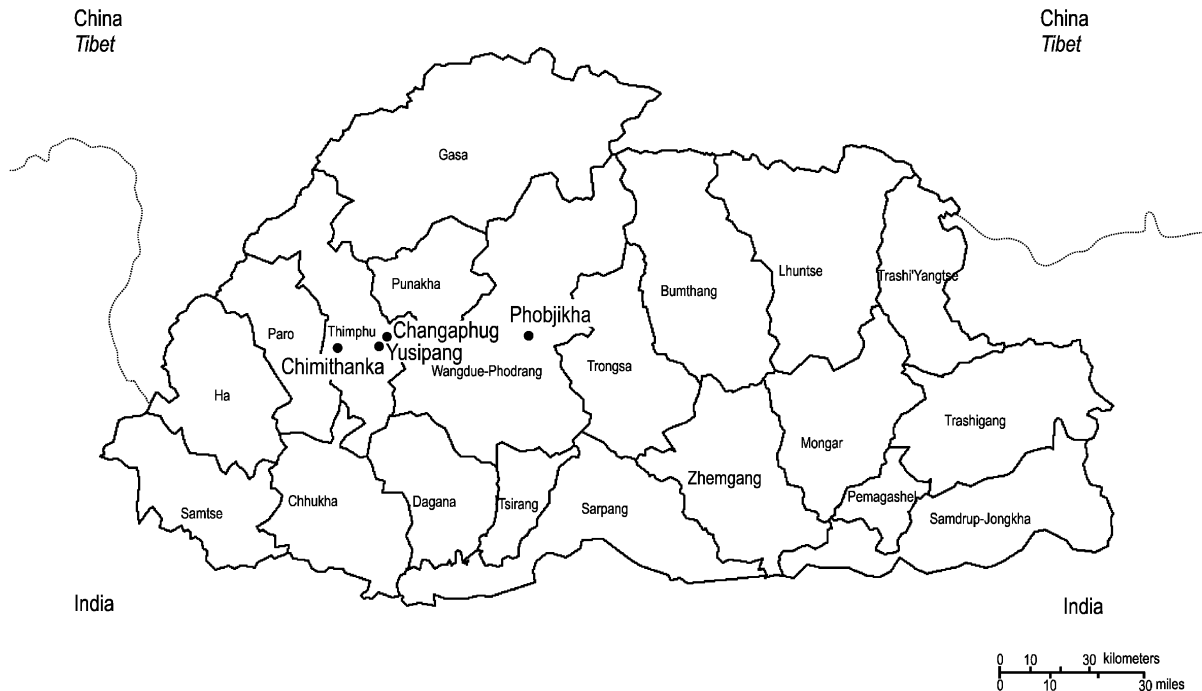 China
Tibet
China
Tibet
Gasa
Punakha
Lhuntse
Trashi'Yangtse
Bumthang
Phobjikha
Paro
Thimphu
Changaphug
Yusipang
Chimithanka
Wangdue-Phodrang
Trongsa
Ha
Trashigang
Mongar
Zhemgang
Pemagashel
Chhukha
Dagana
Tsirang
Sarpang
Samtse
Samdrup-Jongkha
India
India
0 10 30 kilometers
0 10 30 miles